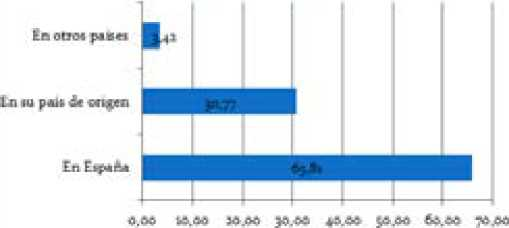 En otros países
3,42
En su país de origen
30,77
En España
65,81
0,00 10,00 20,00 30,00 40,00 50,00 60,00 70,00